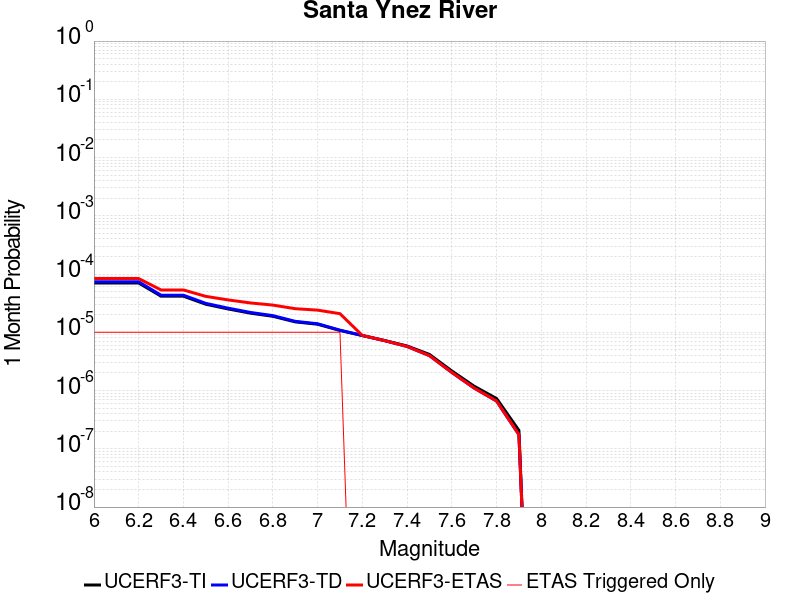 Santa Ynez River
10^0
10^-1
10^-2
10^-3
10^-4
10^-5
10^-6
10^-7
10^-8
1 Month Probability
6 6.2 6.4 6.6 6.8 7 7.2 7.4 7.6 7.8 8 8.2 8.4 8.6 8.8 9
Magnitude
UCERF3-TI UCERF3-TD UCERF3-ETAS ETAS Triggered Only